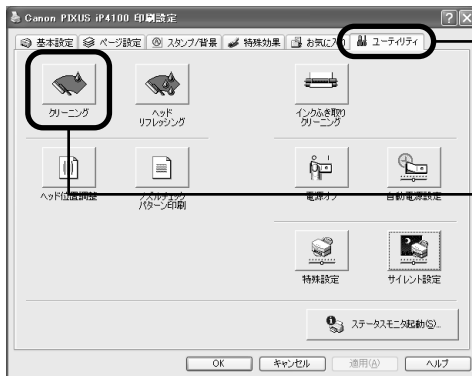 Canon PIXUS iP4100 印刷設定
基本設定 ページ設定 スタンプ/背景 特殊効果 お気に入り ユーティリティ
クリーニング
ヘッド
リフレッシング
インクふき取り
クリーニング
ヘッド位置調整
ノズルチェック
パターン印刷
電源オフ
自動電源設定
特殊設定
サイレント設定
ステータスモニタ起動(S)...
OK キャンセル 適用(A) ヘルプ